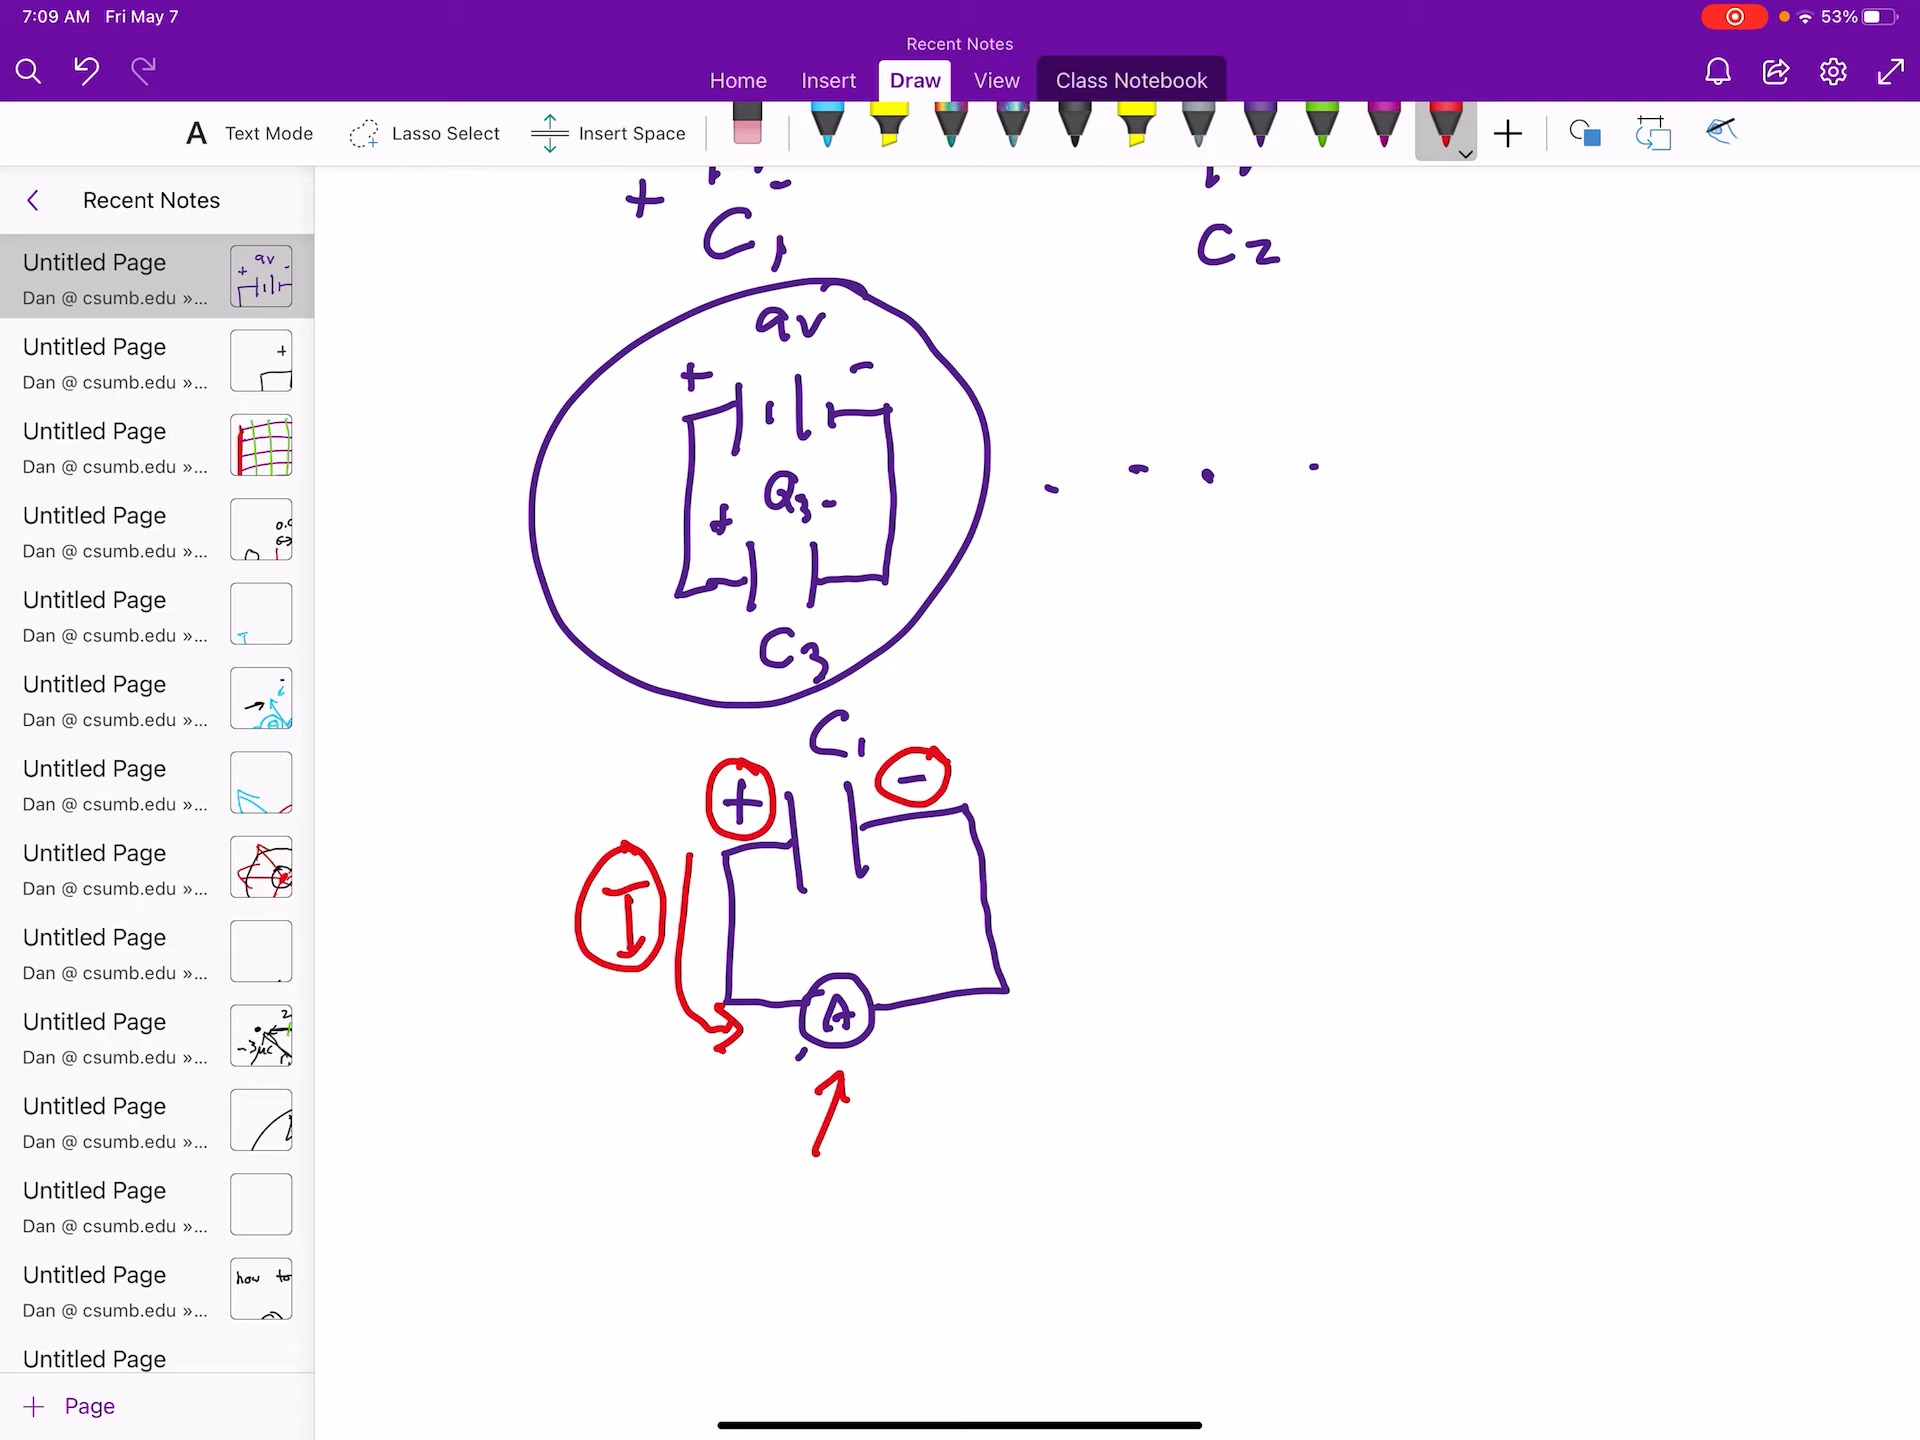 7:09 AM Fri May 7
53%
Recent Notes
Home Insert Draw View Class Notebook
A Text Mode Lasso Select Insert Space
Recent Notes
Untitled Page
Dan @ csumb.edu »...
9v
+ -
Untitled Page
Dan @ csumb.edu »...
+
Untitled Page
Dan @ csumb.edu »...
Untitled Page
Dan @ csumb.edu »...
Untitled Page
Dan @ csumb.edu »...
Untitled Page
Dan @ csumb.edu »...
Untitled Page
Dan @ csumb.edu »...
Untitled Page
Dan @ csumb.edu »...
Untitled Page
Dan @ csumb.edu »...
Untitled Page
Dan @ csumb.edu »...
2
-3μc
Untitled Page
Dan @ csumb.edu »...
Untitled Page
Dan @ csumb.edu »...
Untitled Page
Dan @ csumb.edu »...
how to
Untitled Page
+ Page
+ -
C1
C2
9v
+ -
Q3
+ -
C3
C1
+ -
I
A